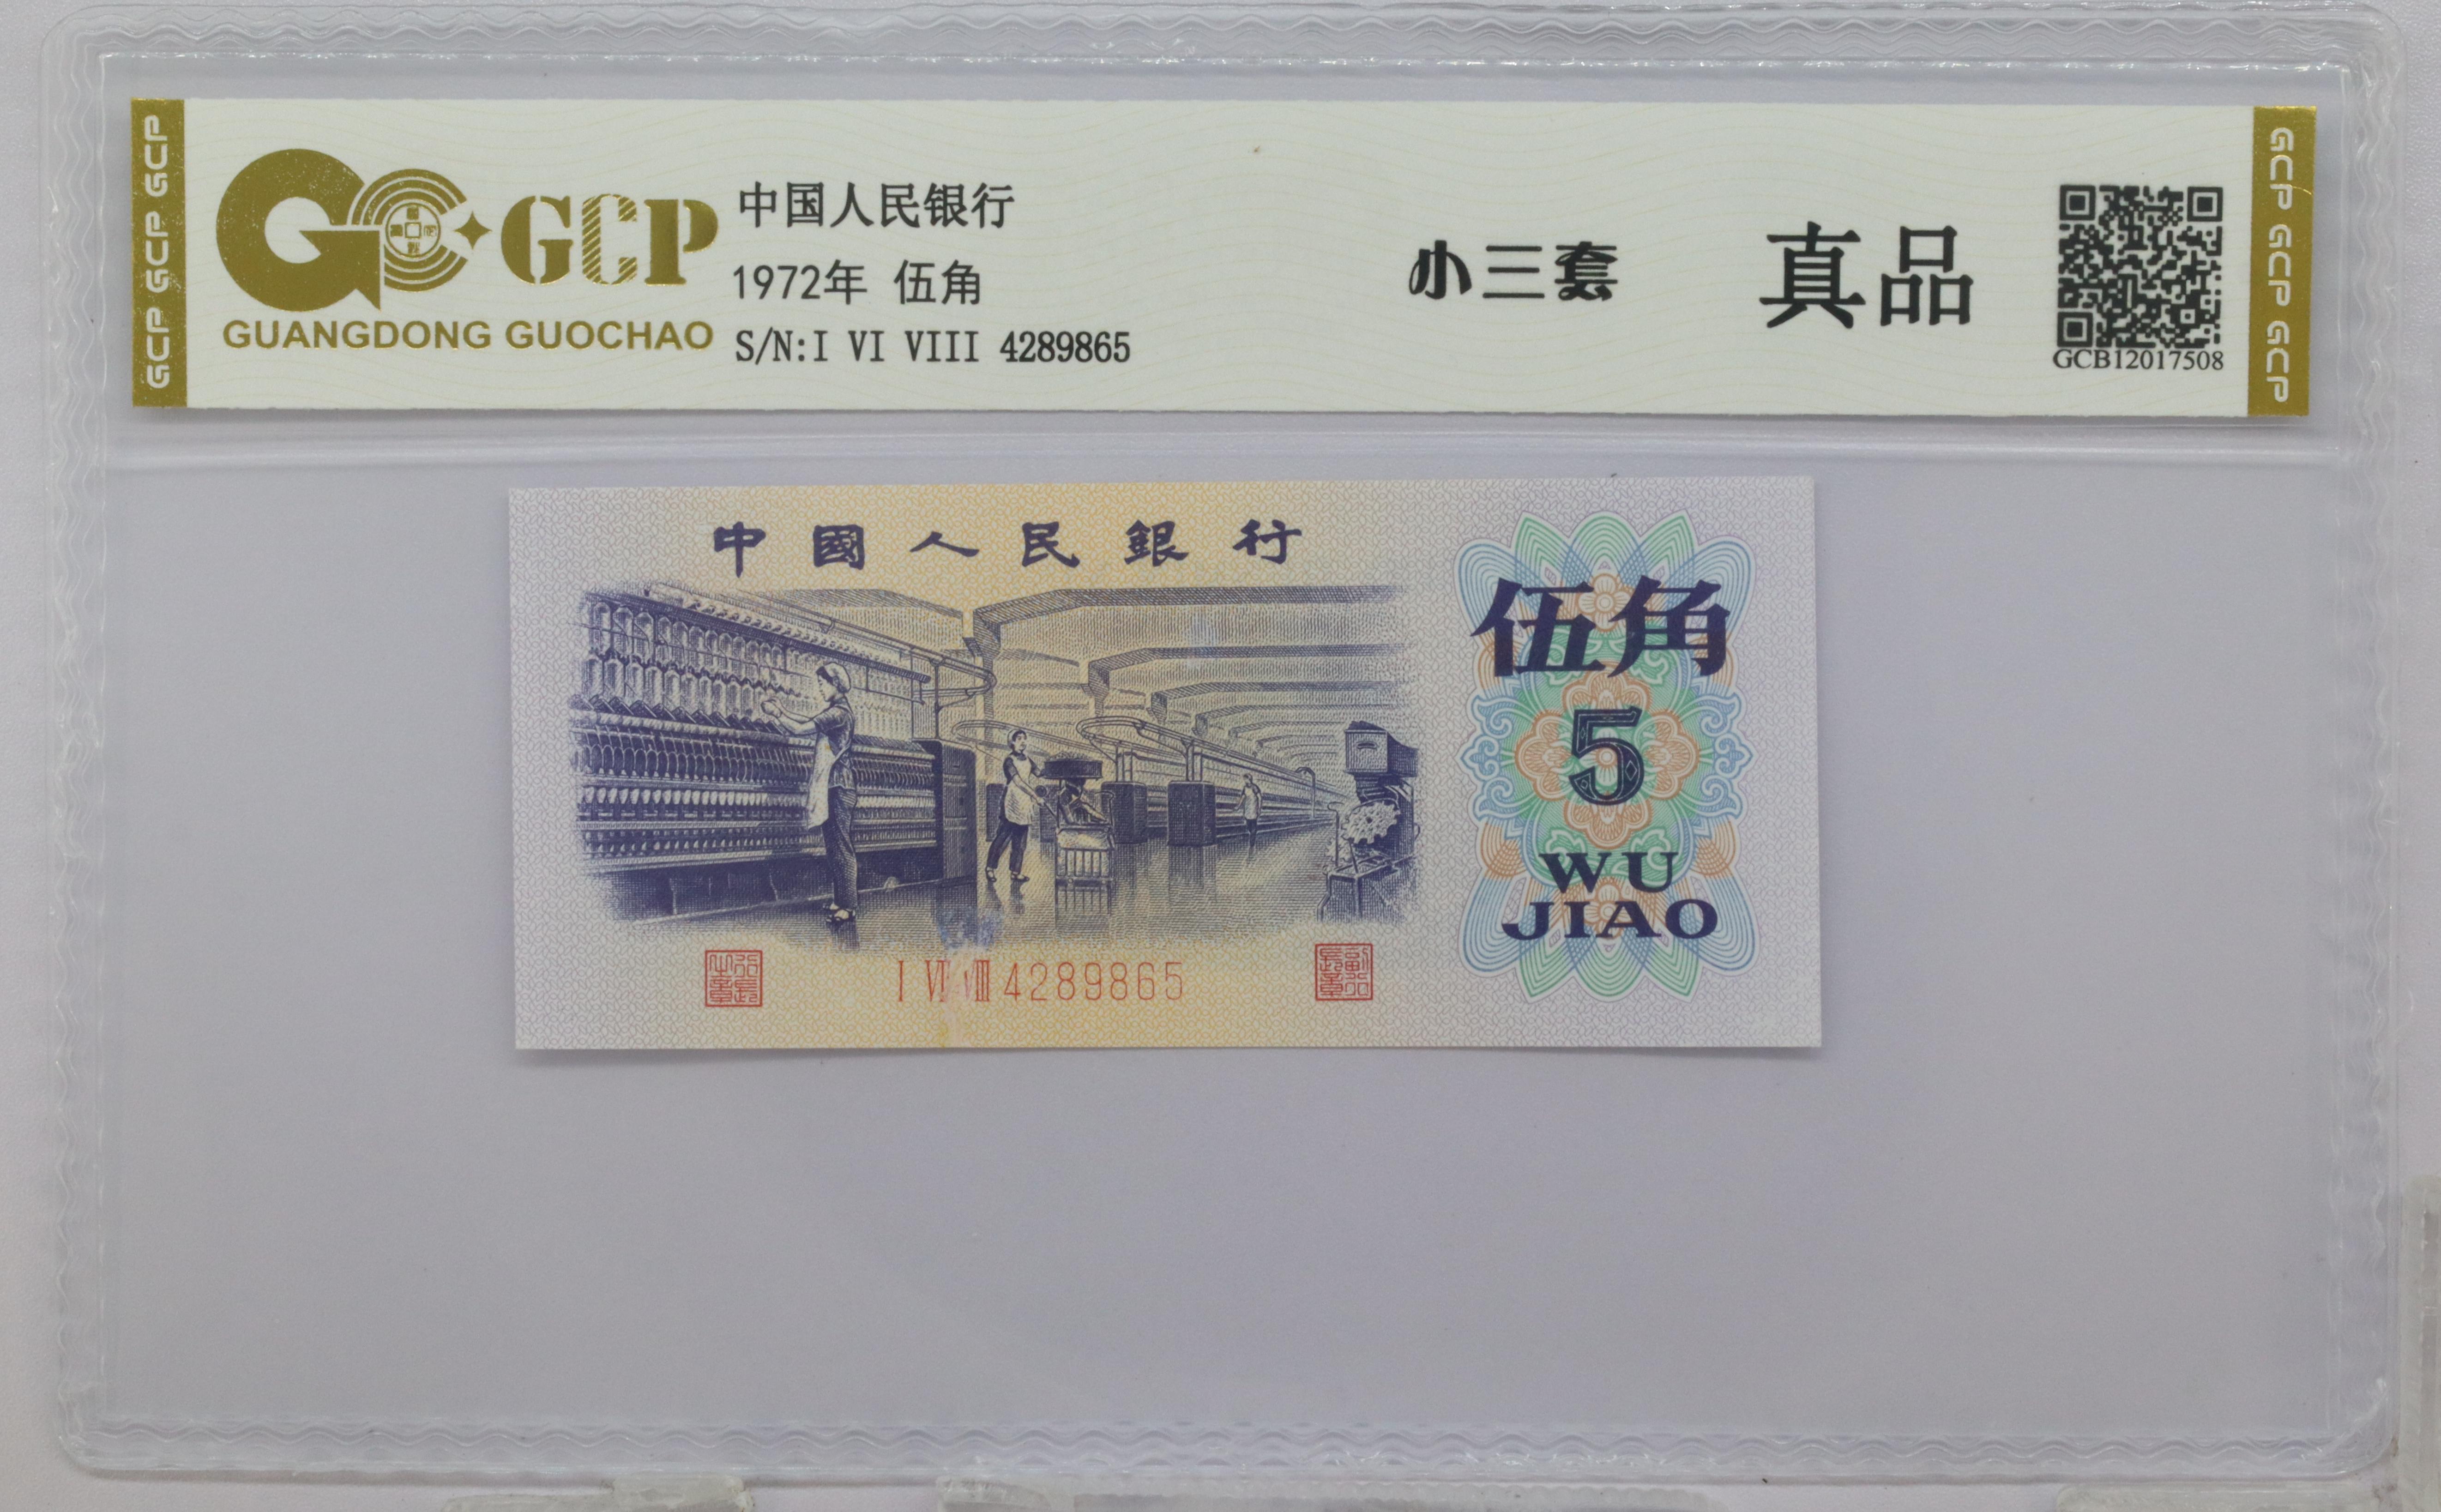 GCP GCP GCP
GCP
GUANGDONG GUOCHAO
中国人民银行
1972年 伍角
S/N:I VI VIII 4289865
小三套
真品
GCB12017508
GCP GCP GCP
中國人民銀行
伍角
5
WU
JIAO
I VI VIII 4289865